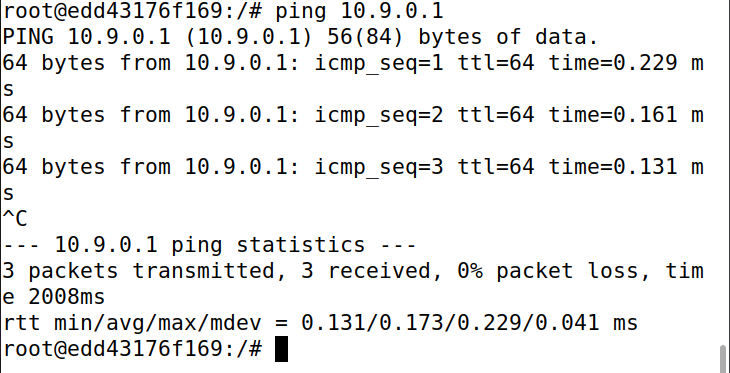 root@edd43176f169:/# ping 10.9.0.1
PING 10.9.0.1 (10.9.0.1) 56(84) bytes of data.
64 bytes from 10.9.0.1: icmp_seq=1 ttl=64 time=0.229 m
s
64 bytes from 10.9.0.1: icmp_seq=2 ttl=64 time=0.161 m
s
64 bytes from 10.9.0.1: icmp_seq=3 ttl=64 time=0.131 m
s
^C
--- 10.9.0.1 ping statistics ---
3 packets transmitted, 3 received, 0% packet loss, tim
e 2008ms
rtt min/avg/max/mdev = 0.131/0.173/0.229/0.041 ms
root@edd43176f169:/#